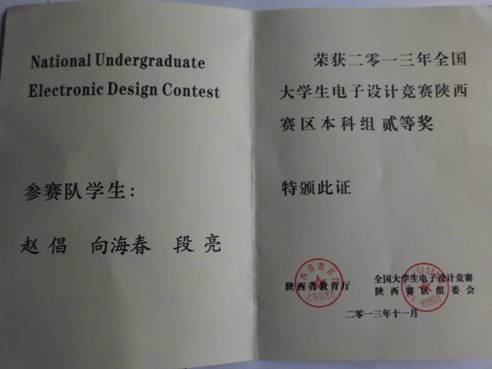 National Undergraduate
Electronic Design Contest
参赛队学生：
赵倡 向海春 段亮
荣获二零一三年全国
大学生电子设计竞赛陕西
赛区本科组 贰等奖
特颁此证
陕西省教育厅
全国大学生电子设计竞赛
陕西赛区组委会
二零一三年十一月